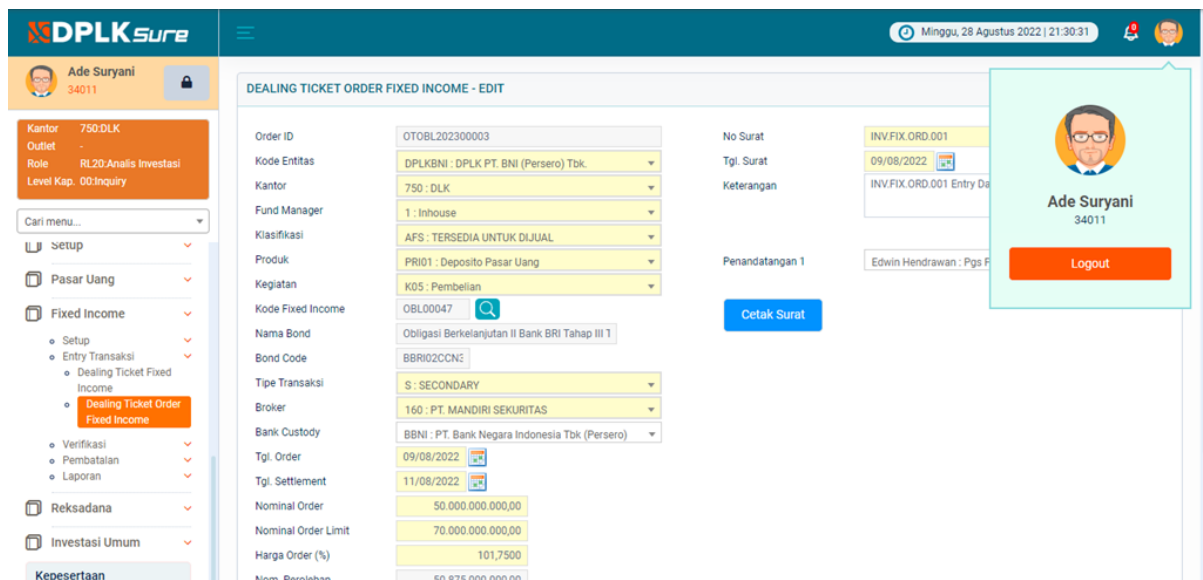 DPLKSure
Minggu, 28 Agustus 2022 | 21:30:31
0
Ade Suryani
34011
Kantor 750:DLK
Outlet -
Role RL20:Analis Investasi
Level Kap. 00:Inquiry
Cari menu...
Setup
Pasar Uang
Fixed Income
Setup
Entry Transaksi
Dealing Ticket Fixed
Income
Dealing Ticket Order
Fixed Income
Verifikasi
Pembatalan
Laporan
Reksadana
Investasi Umum
Kepesertaan
DEALING TICKET ORDER FIXED INCOME - EDIT
Order ID OTOBL202300003
Kode Entitas DPLKBNI : DPLK PT. BNI (Persero) Tbk.
Kantor 750 : DLK
Fund Manager 1 : Inhouse
Klasifikasi AFS : TERSEDIA UNTUK DIJUAL
Produk PRI01 : Deposito Pasar Uang
Kegiatan K05 : Pembelian
Kode Fixed Income OBL00047
Nama Bond Obligasi Berkelanjutan II Bank BRI Tahap III
Bond Code BBRI02CCN3
Tipe Transaksi S : SECONDARY
Broker 160 : PT. MANDIRI SEKURITAS
Bank Custody BBNI : PT. Bank Negara Indonesia Tbk (Persero)
Tgl. Order 09/08/2022
Tgl. Settlement 11/08/2022
Nominal Order 50.000.000.000,00
Nominal Order Limit 70.000.000.000,00
Harga Order (%) 101,7500
Nom. Perolehan 50.875.000.000,00
No Surat INV.FIX.ORD.001
Tgl. Surat 09/08/2022
Keterangan INV.FIX.ORD.001 Entry Da
Penandatangan 1 Edwin Hendrawan : Pgs P
Cetak Surat
Ade Suryani
34011
Logout